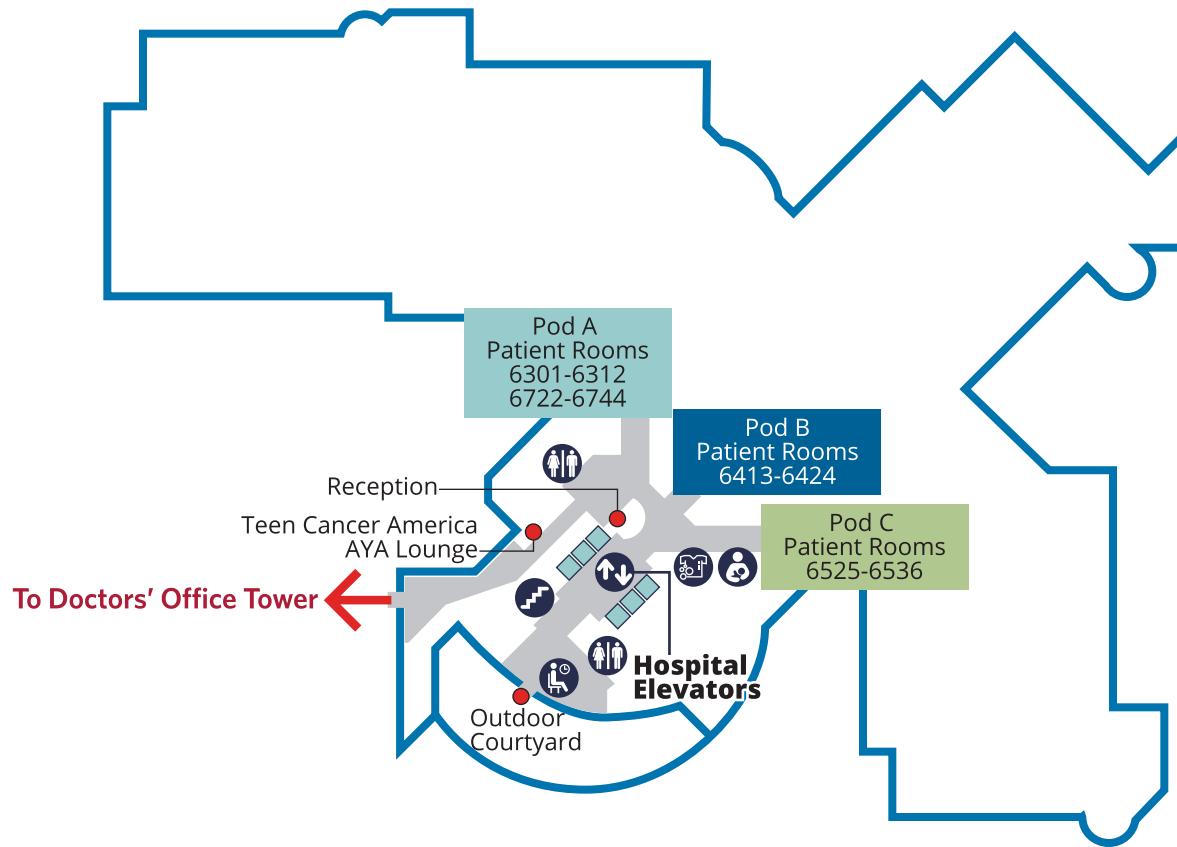 Pod A
Patient Rooms
6301-6312
6722-6744
Pod B
Patient Rooms
6413-6424
Reception
Teen Cancer America
AYA Lounge
Pod C
Patient Rooms
6525-6536
To Doctors’ Office Tower
Hospital
Elevators
Outdoor
Courtyard